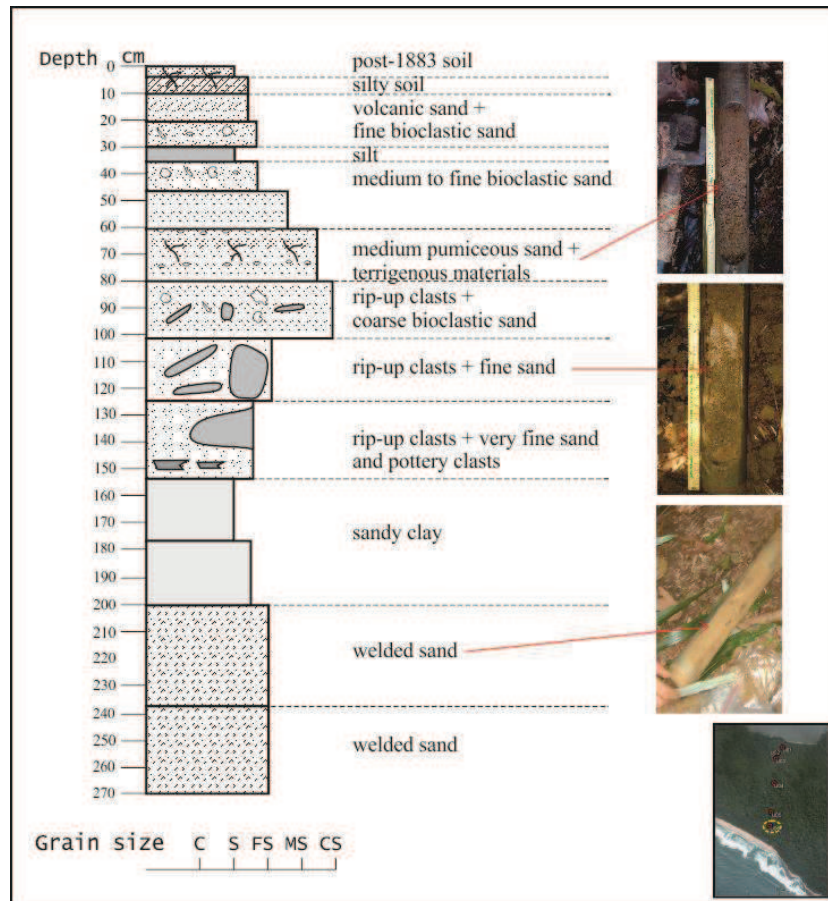 Depth cm
0
post-1883 soil
silty soil
10
volcanic sand +
20
fine bioclastic sand
30
silt
40
medium to fine bioclastic sand
50
60
70
medium pumiceous sand +
terrigenous materials
80
rip-up clasts +
90
coarse bioclastic sand
100
110
rip-up clasts + fine sand
120
130
140
rip-up clasts + very fine sand
and pottery clasts
150
160
170
sandy clay
180
190
200
210
welded sand
220
230
240
250
welded sand
260
270
Grain size C S FS MS CS